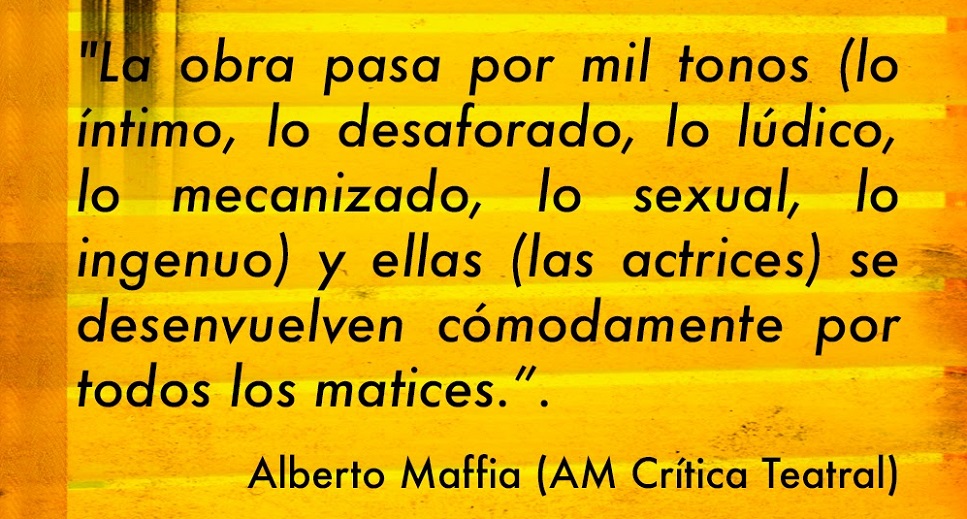 "La obra pasa por mil tonos (lo
íntimo, lo desaforado, lo lúdico,
lo mecanizado, lo sexual, lo
ingenuo) y ellas (las actrices) se
desenvuelven cómodamente por
todos los matices.”.
Alberto Maffia (AM Crítica Teatral)